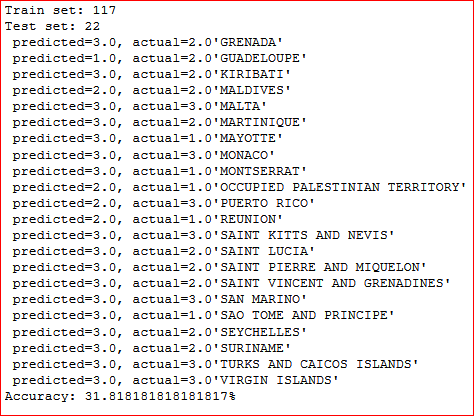 Train set: 117
Test set: 22
predicted=3.0, actual=2.0'GRENADA'
predicted=1.0, actual=2.0'GUADELOUPE'
predicted=3.0, actual=2.0'KIRIBATI'
predicted=2.0, actual=2.0'MALDIVES'
predicted=2.0, actual=3.0'MALTA'
predicted=3.0, actual=2.0'MARTINIQUE'
predicted=3.0, actual=1.0'MAYOTTE'
predicted=3.0, actual=3.0'MONACO'
predicted=3.0, actual=1.0'MONTSERRAT'
predicted=2.0, actual=1.0'OCCUPIED PALESTINIAN TERRITORY'
predicted=2.0, actual=3.0'PUERTO RICO'
predicted=2.0, actual=1.0'REUNION'
predicted=3.0, actual=3.0'SAINT KITTS AND NEVIS'
predicted=3.0, actual=2.0'SAINT LUCIA'
predicted=3.0, actual=2.0'SAINT PIERRE AND MIQUELON'
predicted=3.0, actual=2.0'SAINT VINCENT AND GRENADINES'
predicted=3.0, actual=3.0'SAN MARINO'
predicted=3.0, actual=1.0'SAO TOME AND PRINCIPE'
predicted=3.0, actual=2.0'SEYCHELLES'
predicted=3.0, actual=2.0'SURINAME'
predicted=3.0, actual=3.0'TURKS AND CAICOS ISLANDS'
predicted=3.0, actual=3.0'VIRGIN ISLANDS'
Accuracy: 31.818181818181817%